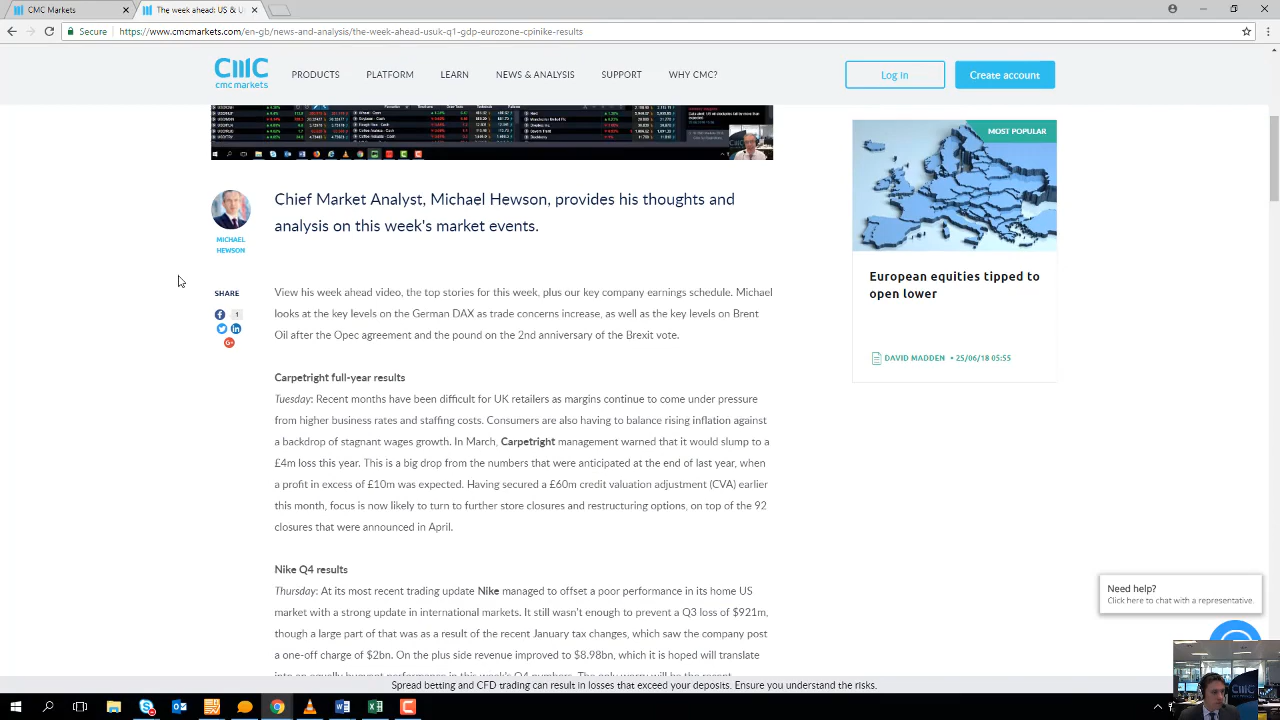 CMC Markets
The week ahead: US & U
Secure
https://www.cmcmarkets.com/en-gb/news-and-analysis/the-week-ahead-usuk-q1-gdp-eurozone-cpinike-results
cmc
cmc markets
PRODUCTS
PLATFORM
LEARN
NEWS & ANALYSIS
SUPPORT
WHY CMC?
Log in
Create account
MOST POPULAR
Chief Market Analyst, Michael Hewson, provides his thoughts and
analysis on this week's market events.
MICHAEL
HEWSON
SHARE
1
View his week ahead video, the top stories for this week, plus our key company earnings schedule. Michael
looks at the key levels on the German DAX as trade concerns increase, as well as the key levels on Brent
Oil after the Opec agreement and the pound on the 2nd anniversary of the Brexit vote.
European equities tipped to
open lower
DAVID MADDEN • 25/06/18 05:55
Carpetright full-year results
Tuesday: Recent months have been difficult for UK retailers as margins continue to come under pressure
from higher business rates and staffing costs. Consumers are also having to balance rising inflation against
a backdrop of stagnant wages growth. In March, Carpetright management warned that it would slump to a
£4m loss this year. This is a big drop from the numbers that were anticipated at the end of last year, when
a profit in excess of £10m was expected. Having secured a £60m credit valuation adjustment (CVA) earlier
this month, focus is now likely to turn to further store closures and restructuring options, on top of the 92
closures that were announced in April.
Nike Q4 results
Thursday: At its most recent trading update Nike managed to offset a poor performance in its home US
market with a strong update in international markets. It still wasn't enough to prevent a Q3 loss of $921m,
though a large part of that was as a result of the recent January tax changes, which saw the company post
a one-off charge of $2bn. On the plus side revenue improved to $8.98bn, which it is hoped will translate
Need help?
Click here to chat with a representative.
Spread betting and CFD trading can result in losses that exceed your deposits. Ensure you understand the risks.